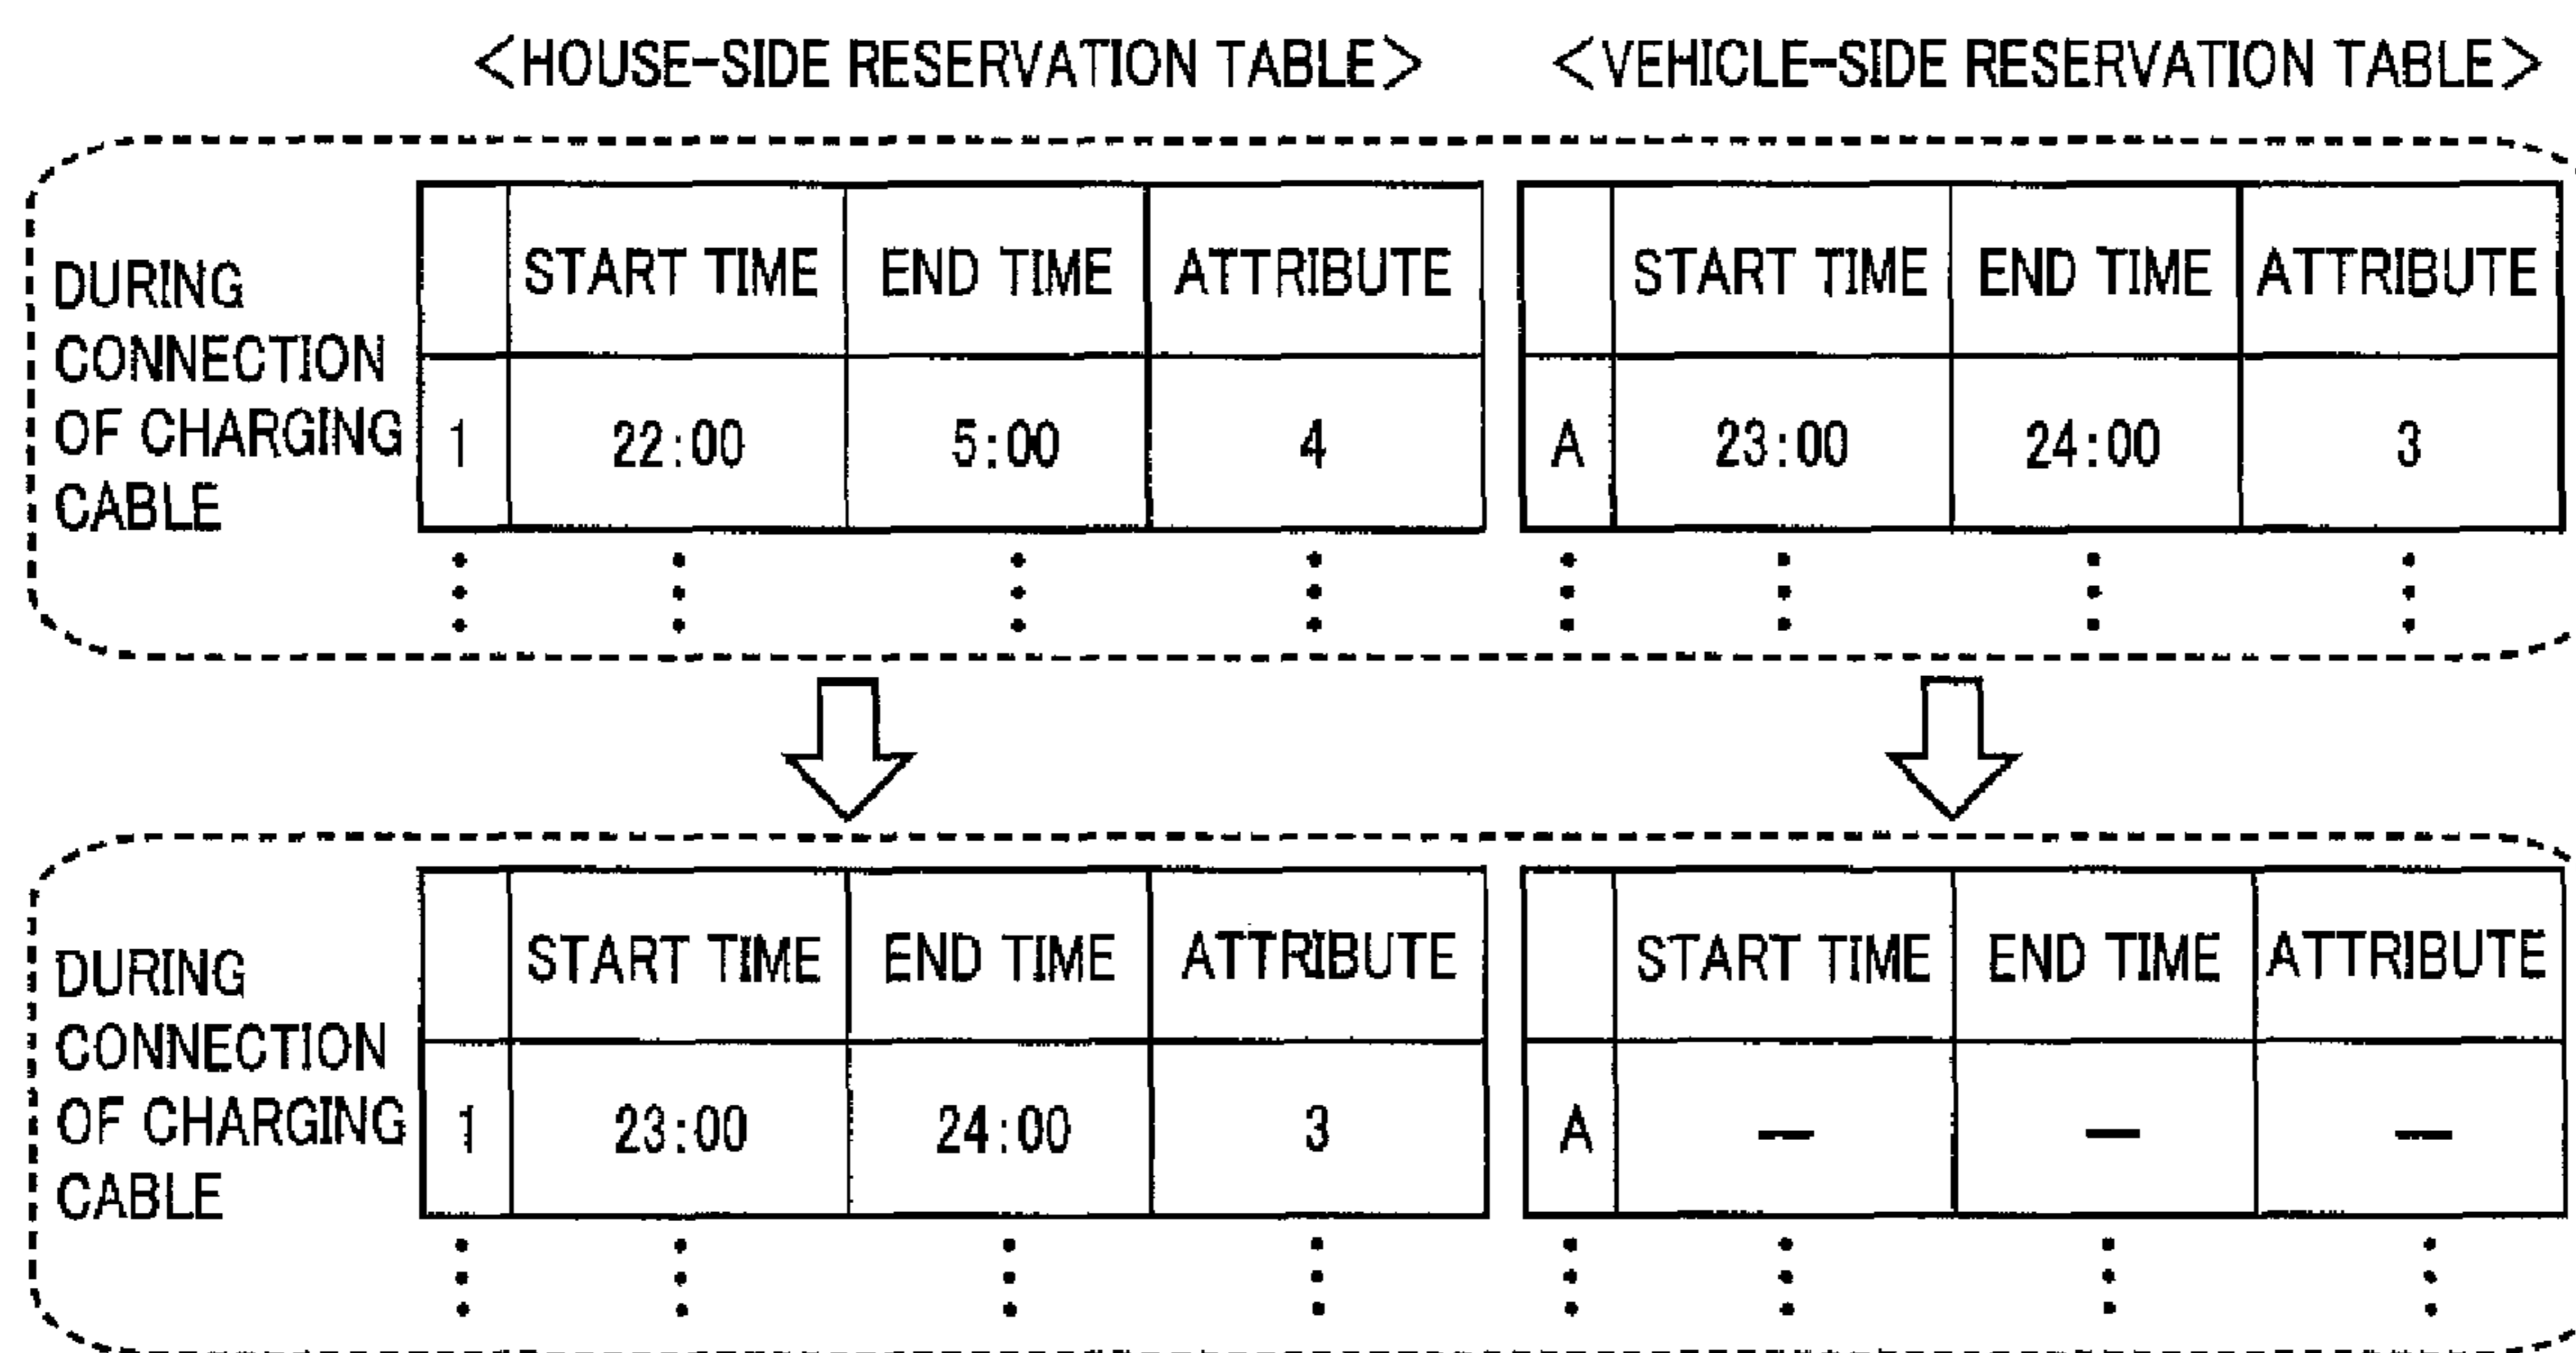 <HOUSE-SIDE RESERVATION TABLE> <VEHICLE-SIDE RESERVATION TABLE>
DURING
CONNECTION
OF CHARGING
CABLE
START TIME END TIME ATTRIBUTE
1 22:00 5:00 4
START TIME END TIME ATTRIBUTE
A 23:00 24:00 3
DURING
CONNECTION
OF CHARGING
CABLE
START TIME END TIME ATTRIBUTE
1 23:00 24:00 3
START TIME END TIME ATTRIBUTE
A — — —